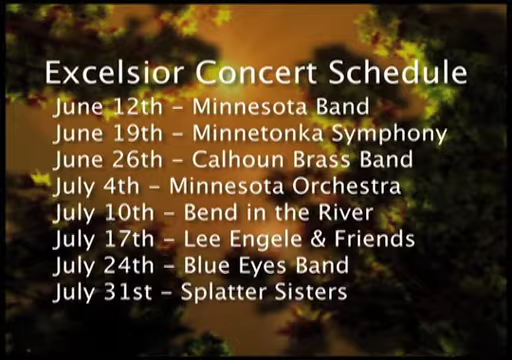 Excelsior Concert Schedule
June 12th – Minnesota Band
June 19th – Minnetonka Symphony
June 26th – Calhoun Brass Band
July 4th – Minnesota Orchestra
July 10th – Bend in the River
July 17th – Lee Engele & Friends
July 24th – Blue Eyes Band
July 31st – Splatter Sisters